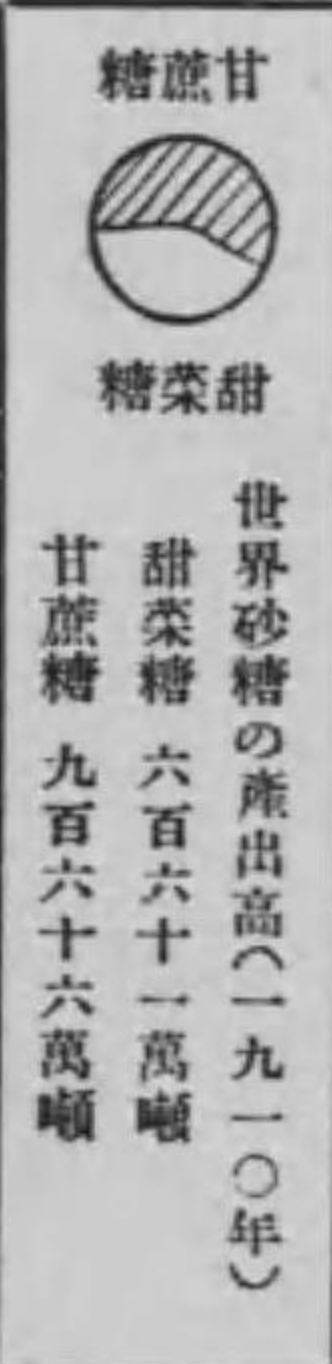 糖蔗甘
糖菜甜
世界砂糖の產出高(一九一〇年)
甜菜糖 六百六十一萬噸
甘蔗糖 九百六十六萬噸